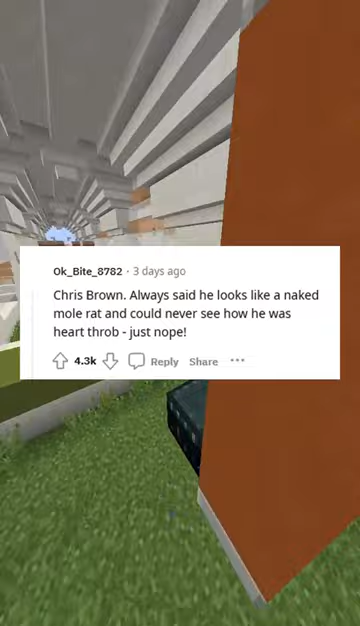 Ok_Bite_8782 · 3 days ago
Chris Brown. Always said he looks like a naked
mole rat and could never see how he was
heart throb - just nope!
4.3k Reply Share ···